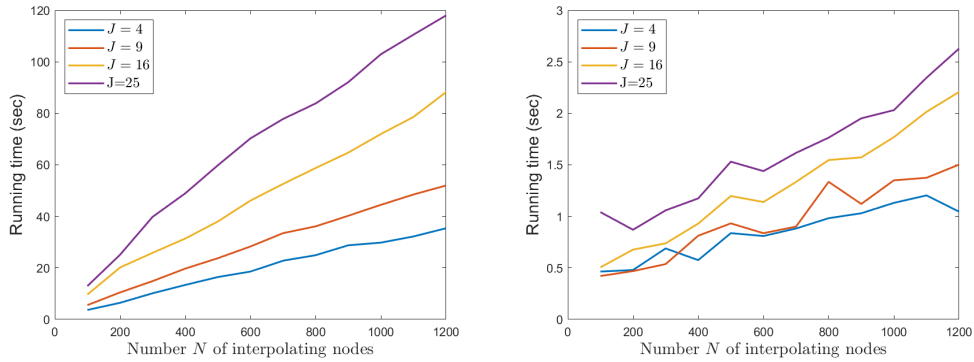 120
100
80
60
40
20
0
Running time (sec)
J = 4
J = 9
J = 16
J=25
0 200 400 600 800 1000 1200
Number N of interpolating nodes
3
2.5
2
1.5
1
0.5
0
Running time (sec)
J = 4
J = 9
J = 16
J=25
0 200 400 600 800 1000 1200
Number N of interpolating nodes